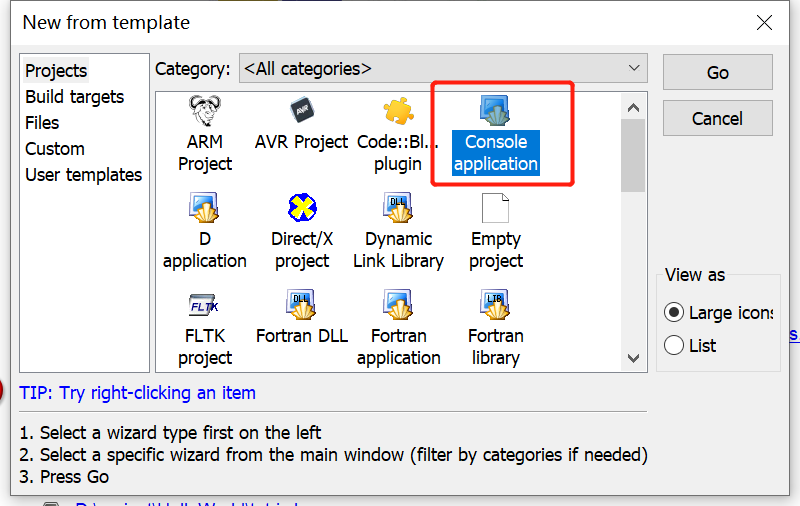 New from template
Projects
Build targets
Files
Custom
User templates
Category:
<All categories>
Go
Cancel
ARM
Project
AVR
AVR Project
Code::Bl...
plugin
Console
application
D
application
Direct/X
project
DLL
Dynamic
Link Library
Empty
project
FLTK
FLTK
project
DLL
Fortran DLL
Fortran
application
LIB
Fortran
library
View as
Large icons
List
TIP: Try right-clicking an item
1. Select a wizard type first on the left
2. Select a specific wizard from the main window (filter by categories if needed)
3. Press Go